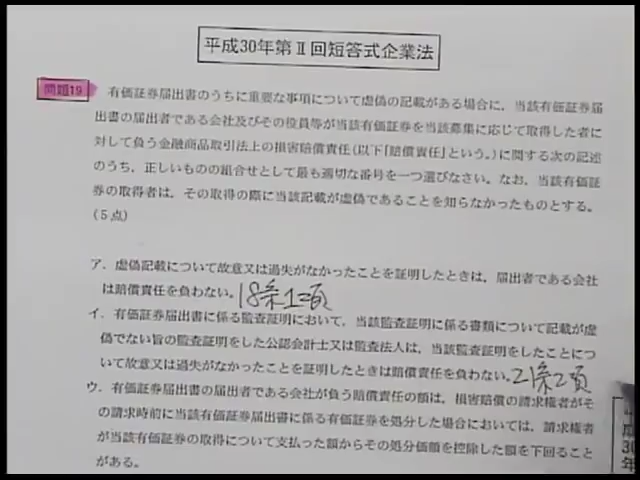 平成30年第Ⅱ回短答式企業法
問題19 有価証券届出書のうちに重要な事項について虚偽の記載がある場合に、当該有価証券届
出書の届出者である会社及びその役員等が当該有価証券を当該募集に応じて取得した者に
対して負う金融商品取引法上の損害賠償責任(以下「賠償責任」という。)に関する次の記述
のうち、正しいものの組合せとして最も適切な番号を一つ選びなさい。なお、当該有価証
券の取得者は、その取得の際に当該記載が虚偽であることを知らなかったものとする。
(5点)
ア.虚偽記載について故意又は過失がなかったことを証明したときは、届出者である会社
は賠償責任を負わない。18条1項
イ.有価証券届出書に係る監査証明において、当該監査証明に係る書類について記載が虚
偽でない旨の監査証明をした公認会計士又は監査法人は、当該監査証明をしたことにつ
いて故意又は過失がなかったことを証明したときは賠償責任を負わない。21条2項
ウ.有価証券届出書の届出者である会社が負う賠償責任の額は、損害賠償の請求権者がそ
の請求時前に当該有価証券届出書に係る有価証券を処分した場合においては、請求権者
が当該有価証券の取得について支払った額からその処分価額を控除した額を下回ること
がある。
成
30
年